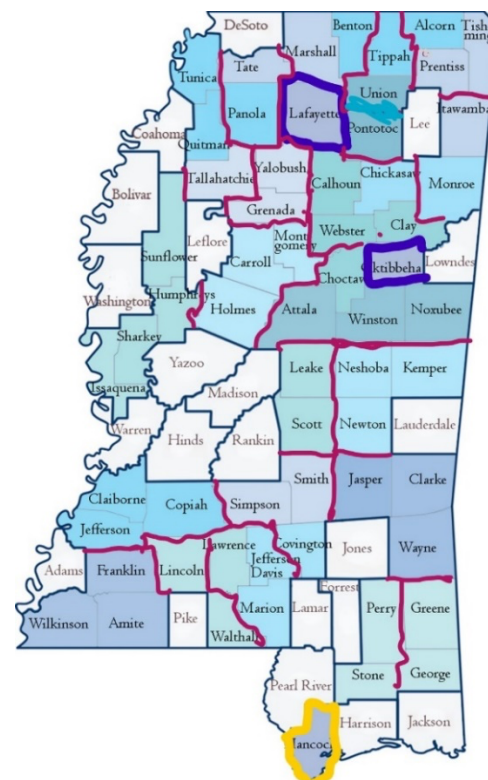 DeSoto
Benton
Alcorn
Tish
ming
Marshall
Tippah
Prentiss
Tunica
Tate
Union
Panola
Lafayette
Lee
Itawamb
Coahoma
Quitman
Pontotoc
Yalobush
Tallahatchie
Calhoun
Chickasaw
Monroe
Bolivar
Grenada
Leflore
Webster
Clay
Sunflower
Mont
gomery
Carroll
Choctaw
ktibbeha
Lowndes
Washington
Humphreys
Holmes
Attala
Winston
Noxubee
Sharkey
Yazoo
Leake
Neshoba
Kemper
Issaquena
Madison
Warren
Scott
Newton
Lauderdale
Hinds
Rankin
Smith
Jasper
Clarke
Claiborne
Copiah
Simpson
Jefferson
Lawrence
Covington
Jones
Wayne
Adams
Franklin
Lincoln
Jefferson
Davis
Forrest
Wilkinson
Amite
Pike
Marion
Lamar
Perry
Greene
Walthall
Stone
George
Pearl River
Hancoc
Harrison
Jackson